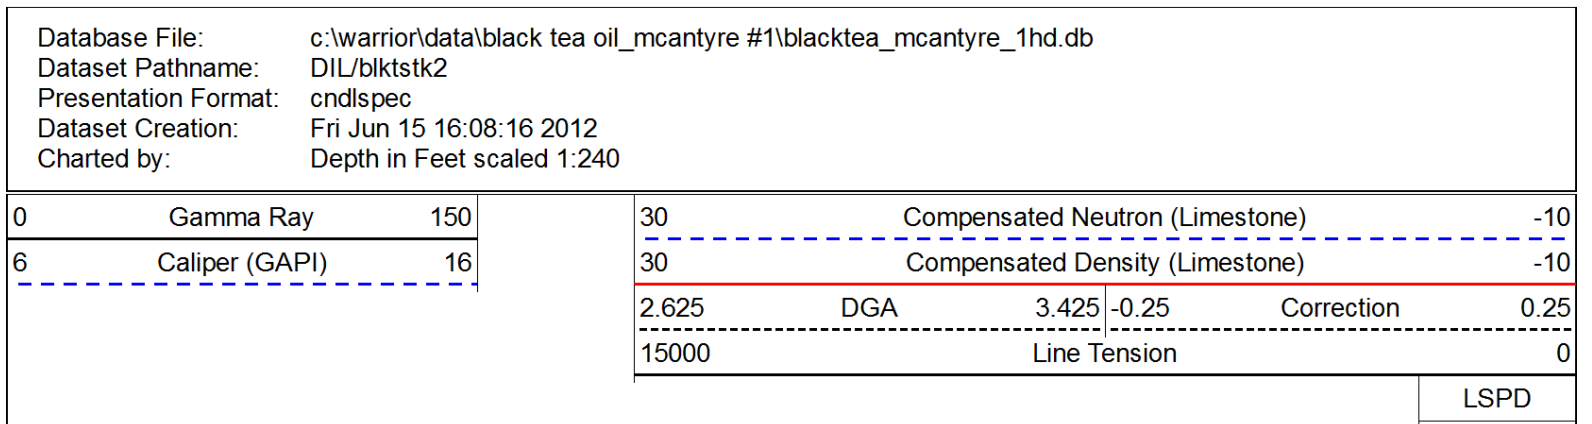 Database File: c:\warrior\data\black tea oil_mcantyre #1\blacktea_mcantyre_1hd.db
Dataset Pathname: DIL/blktstk2
Presentation Format: cndlspec
Dataset Creation: Fri Jun 15 16:08:16 2012
Charted by: Depth in Feet scaled 1:240
0 Gamma Ray 150 30 Compensated Neutron (Limestone) -10
6 Caliper (GAPI) 16 30 Compensated Density (Limestone) -10
2.625 DGA 3.425 -0.25 Correction 0.25
15000 Line Tension 0
LSPD